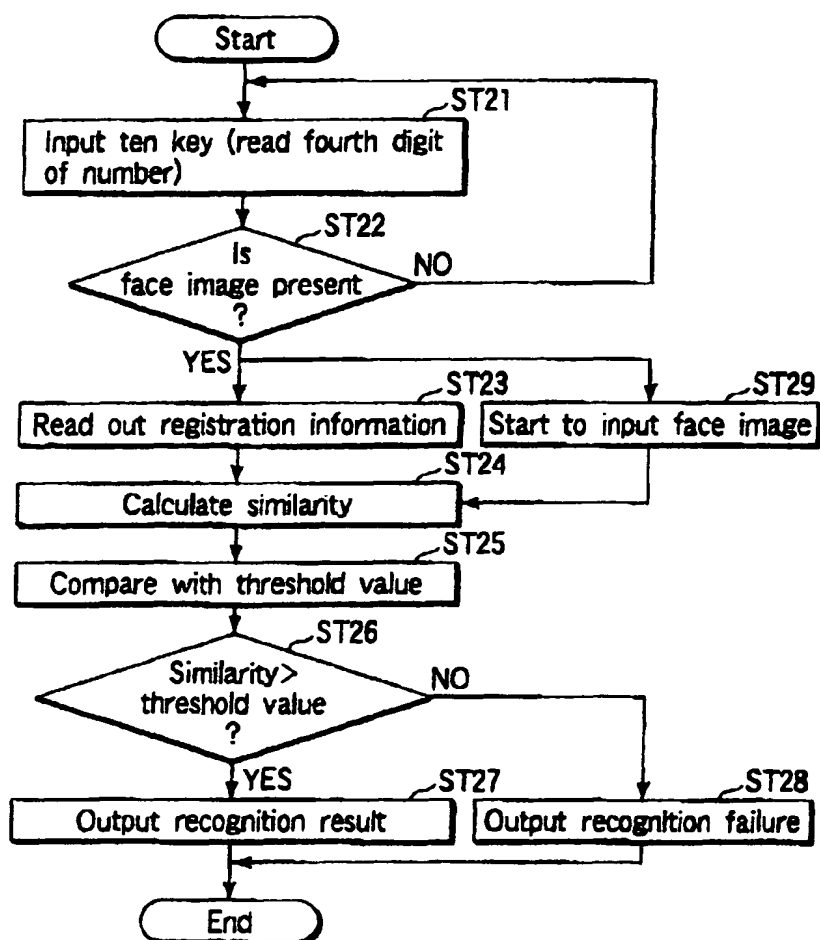 Start
ST21
Input ten key (read fourth digit
of number)
ST22
Is
face image present
?
NO
YES
ST23
ST29
Read out registration information
Start to input face image
ST24
Calculate similarity
ST25
Compare with threshold value
ST26
Similarity>
threshold value
?
NO
YES
ST27
ST28
Output recognition result
Output recognition failure
End